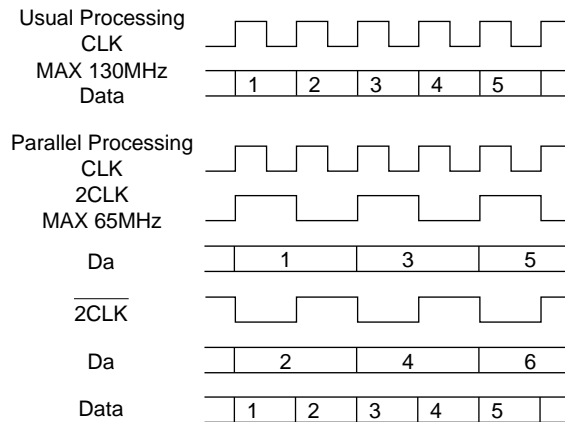 Usual Processing
CLK
MAX 130MHz
Data
1 2 3 4 5
Parallel Processing
CLK
2CLK
MAX 65MHz
Da
1 3 5
2CLK
Da
2 4 6
Data
1 2 3 4 5